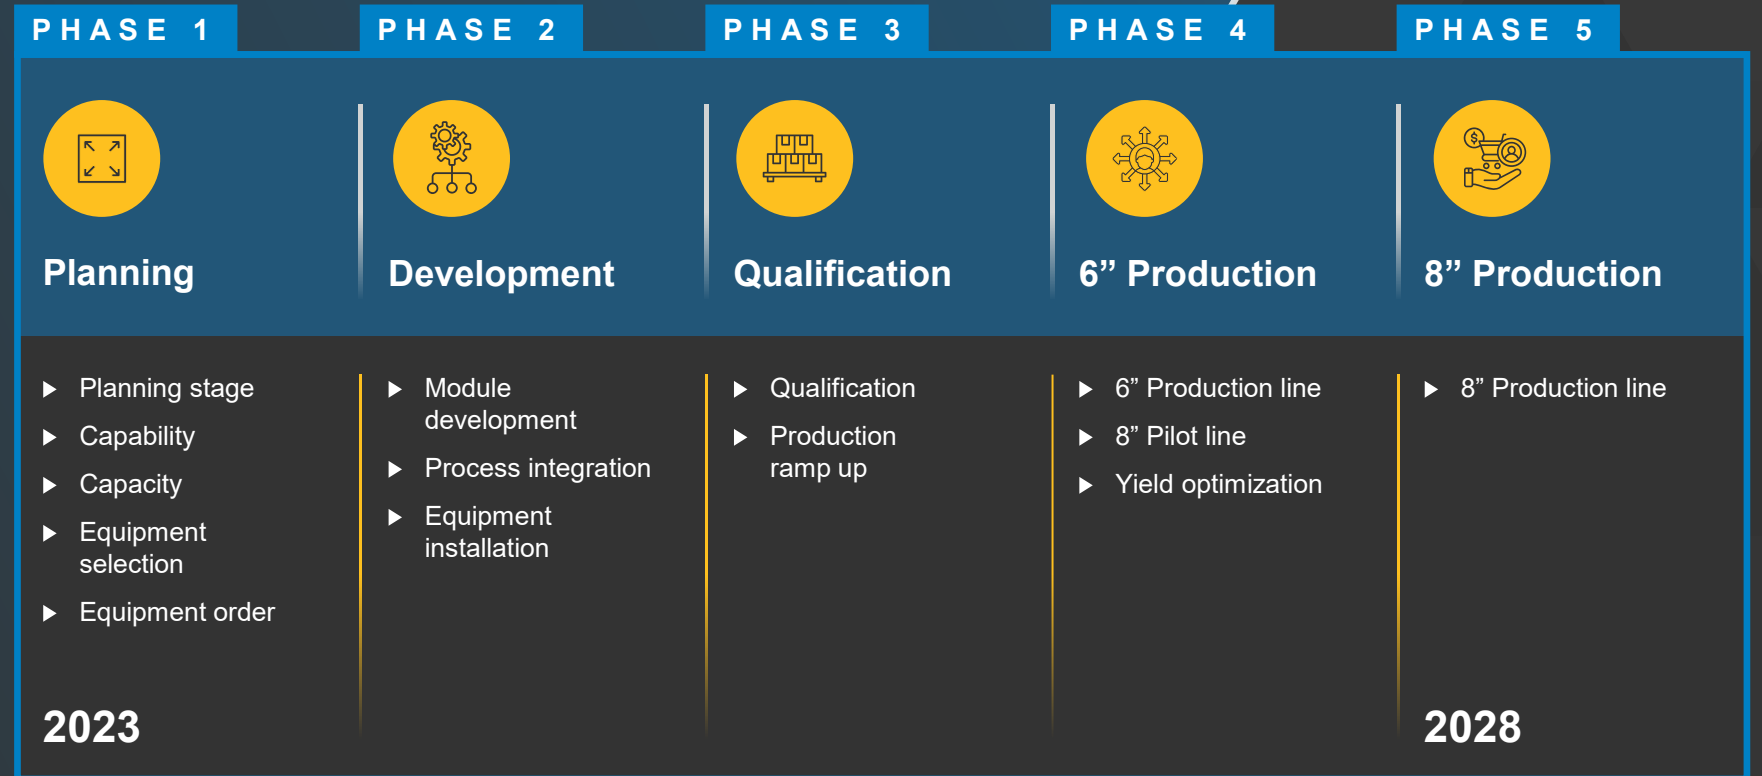 PHASE 1
PHASE 2
PHASE 3
PHASE 4
PHASE 5
Planning
Development
Qualification
6” Production
8” Production
Planning stage
Capability
Capacity
Equipment
selection
Equipment order
Module
development
Process integration
Equipment
installation
Qualification
Production
ramp up
6” Production line
8” Pilot line
Yield optimization
8” Production line
2023
2028